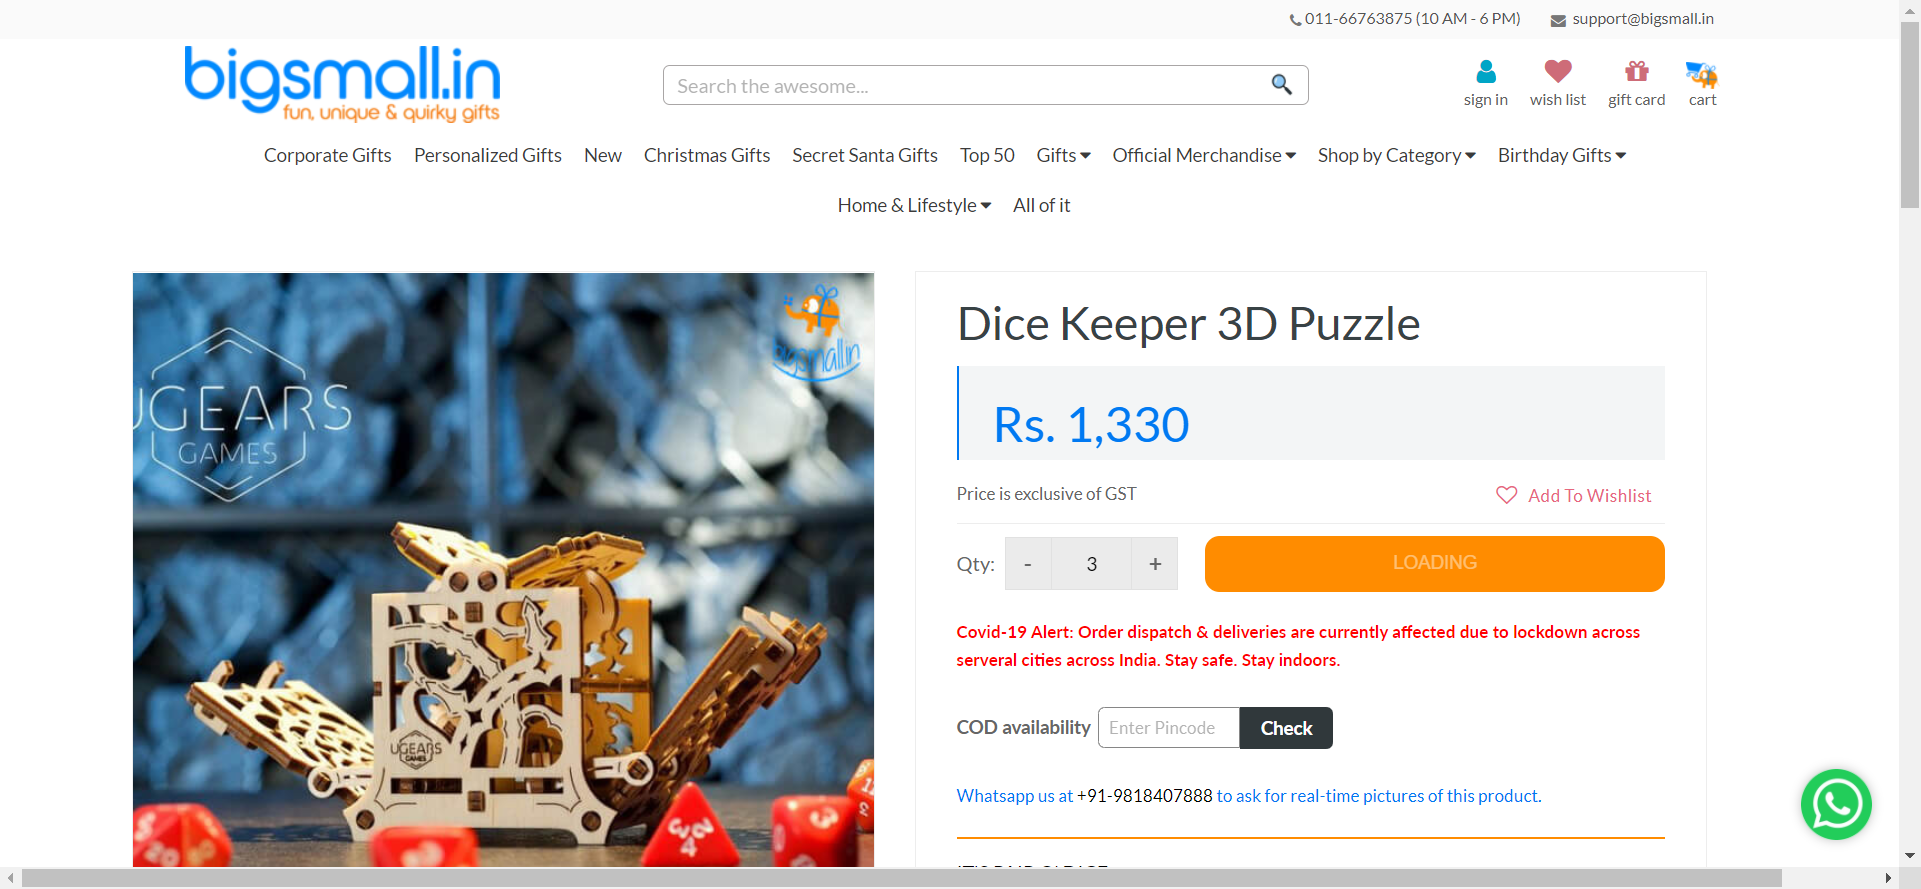 011-66763875 (10 AM - 6 PM) support@bigsmall.in
bigsmall.in
fun, unique & quirky gifts
Search the awesome...
sign in wish list gift card cart
Corporate Gifts Personalized Gifts New Christmas Gifts Secret Santa Gifts Top 50 Gifts Official Merchandise Shop by Category Birthday Gifts
Home & Lifestyle All of it
bigsmall.in
UGEARS
GAMES
UGEARS
GAMES
Dice Keeper 3D Puzzle
Rs. 1,330
Price is exclusive of GST Add To Wishlist
Qty: - 3 + LOADING
Covid-19 Alert: Order dispatch & deliveries are currently affected due to lockdown across
serveral cities across India. Stay safe. Stay indoors.
COD availability Enter Pincode Check
Whatsapp us at +91-9818407888 to ask for real-time pictures of this product.